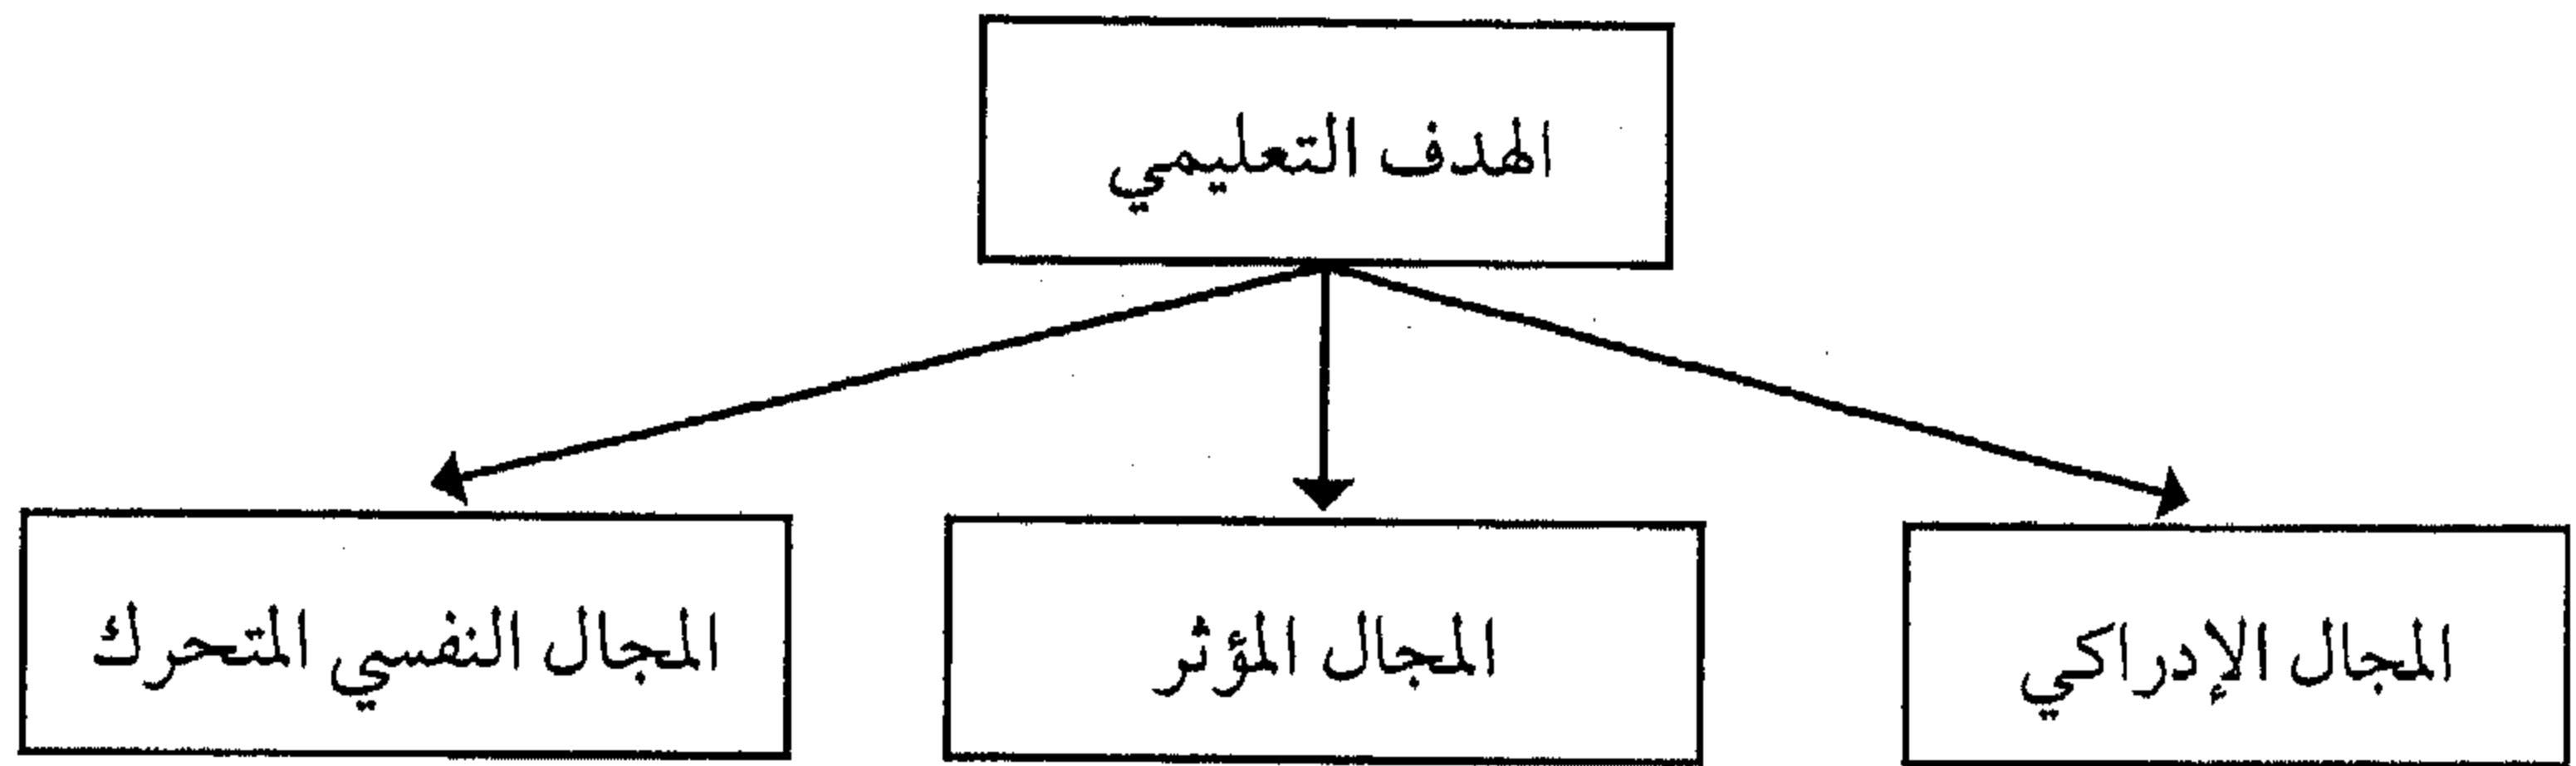 الهدف التعليمي
المجال الإدراكي
المجال المؤثر
المجال النفسي المتحرك